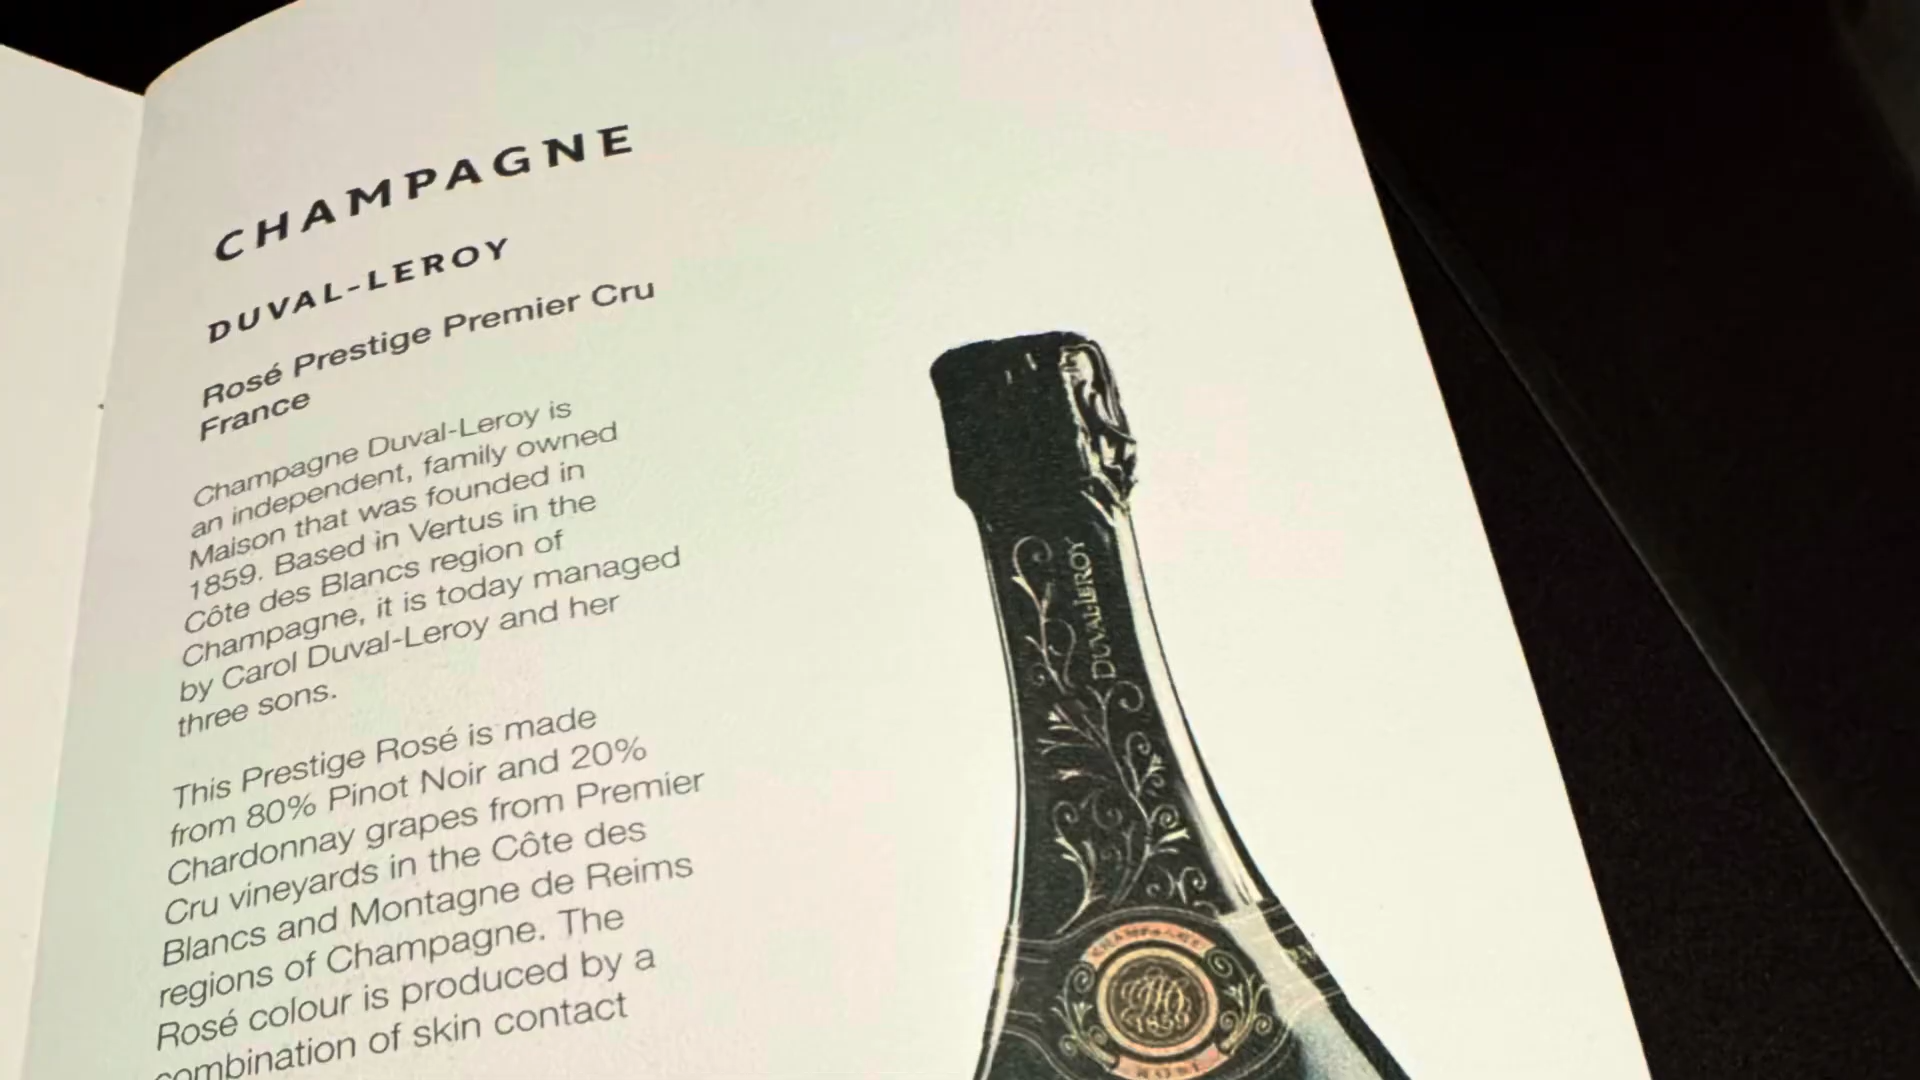 CHAMPAGNE
DUVAL-LEROY
Rosé Prestige Premier Cru
France
Champagne Duval-Leroy is
an independent, family owned
Maison that was founded in
1859. Based in Vertus in the
Côte des Blancs region of
Champagne, it is today managed
by Carol Duval-Leroy and her
three sons.
This Prestige Rosé is made
from 80% Pinot Noir and 20%
Chardonnay grapes from Premier
Cru vineyards in the Côte des
Blancs and Montagne de Reims
regions of Champagne. The
Rosé colour is produced by a
combination of skin contact
DUVAL-LEROY
CHAMPAGNE
1859
ROSÉ